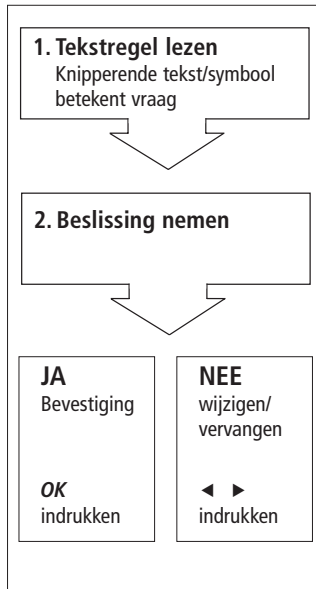 1. Tekstregel lezen
Knipperende tekst/symbool
betekent vraag
2. Beslissing nemen
JA
Bevestiging
OK
indrukken
NEE
wijzigen/
vervangen
◄ ►
indrukken